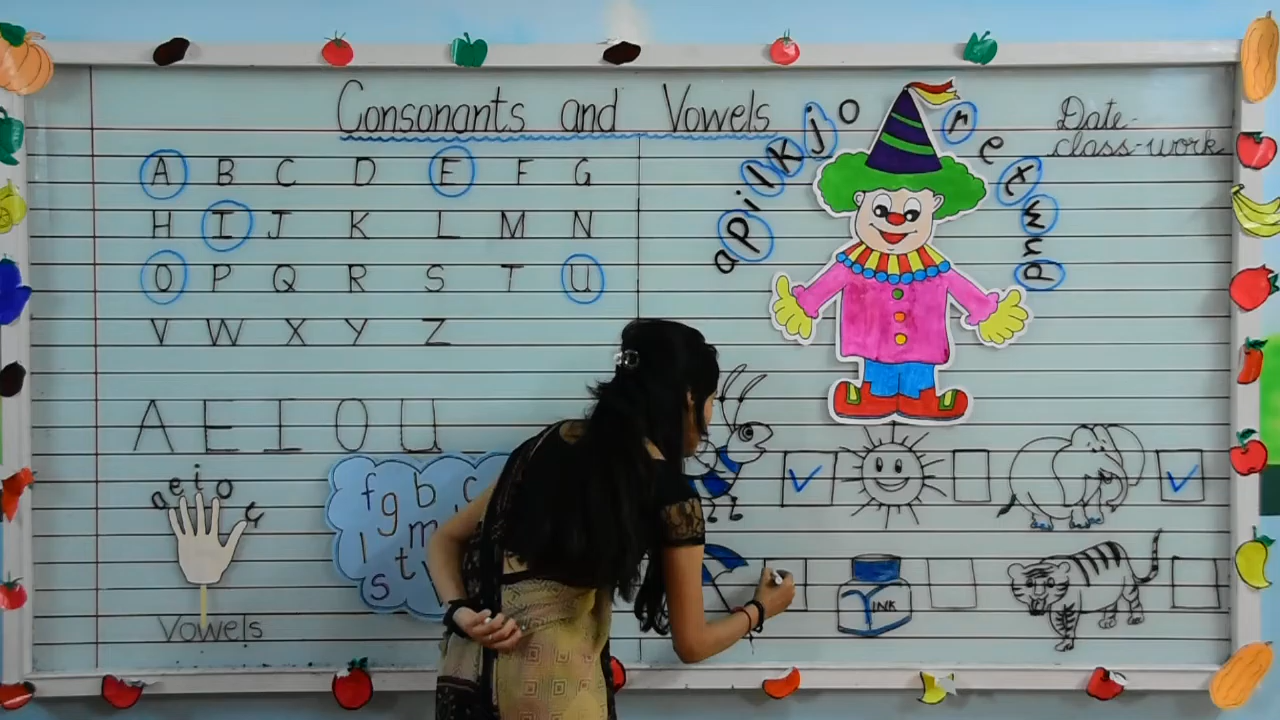 Consonants and Vowels
Date-
class-work
A B C D E F G
H I J K L M N
O P Q R S T U
V W X Y Z
a p i l k j o
r e t w u d
A E I O U
a e i o u
f g b c
m
l t
s
Vowels
INK